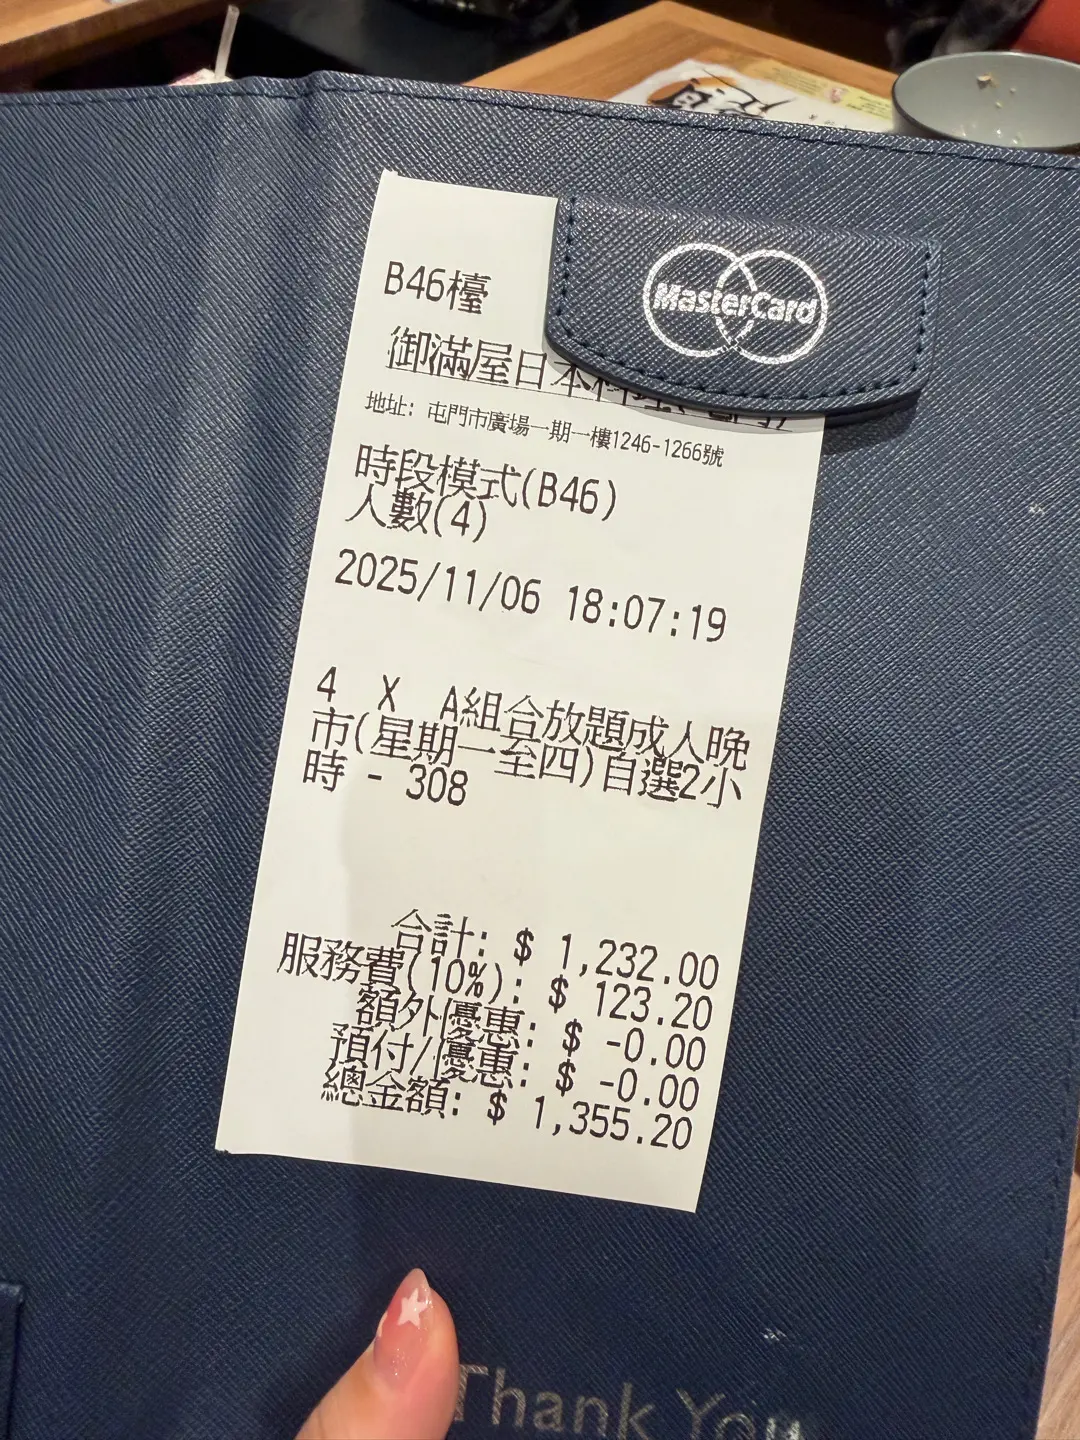 B46檯
MasterCard
御滿屋日本料理
地址: 屯門市廣場一期一樓1246-1266號
時段模式(B46)
人數(4)
2025/11/06 18:07:19
4 X A組合放題成人晚
市(星期一至四)自選2小
時 - 308
合計: $ 1,232.00
服務費(10%): $ 123.20
額外優惠: $ -0.00
預付/優惠: $ -0.00
總金額: $ 1,355.20
Thank You